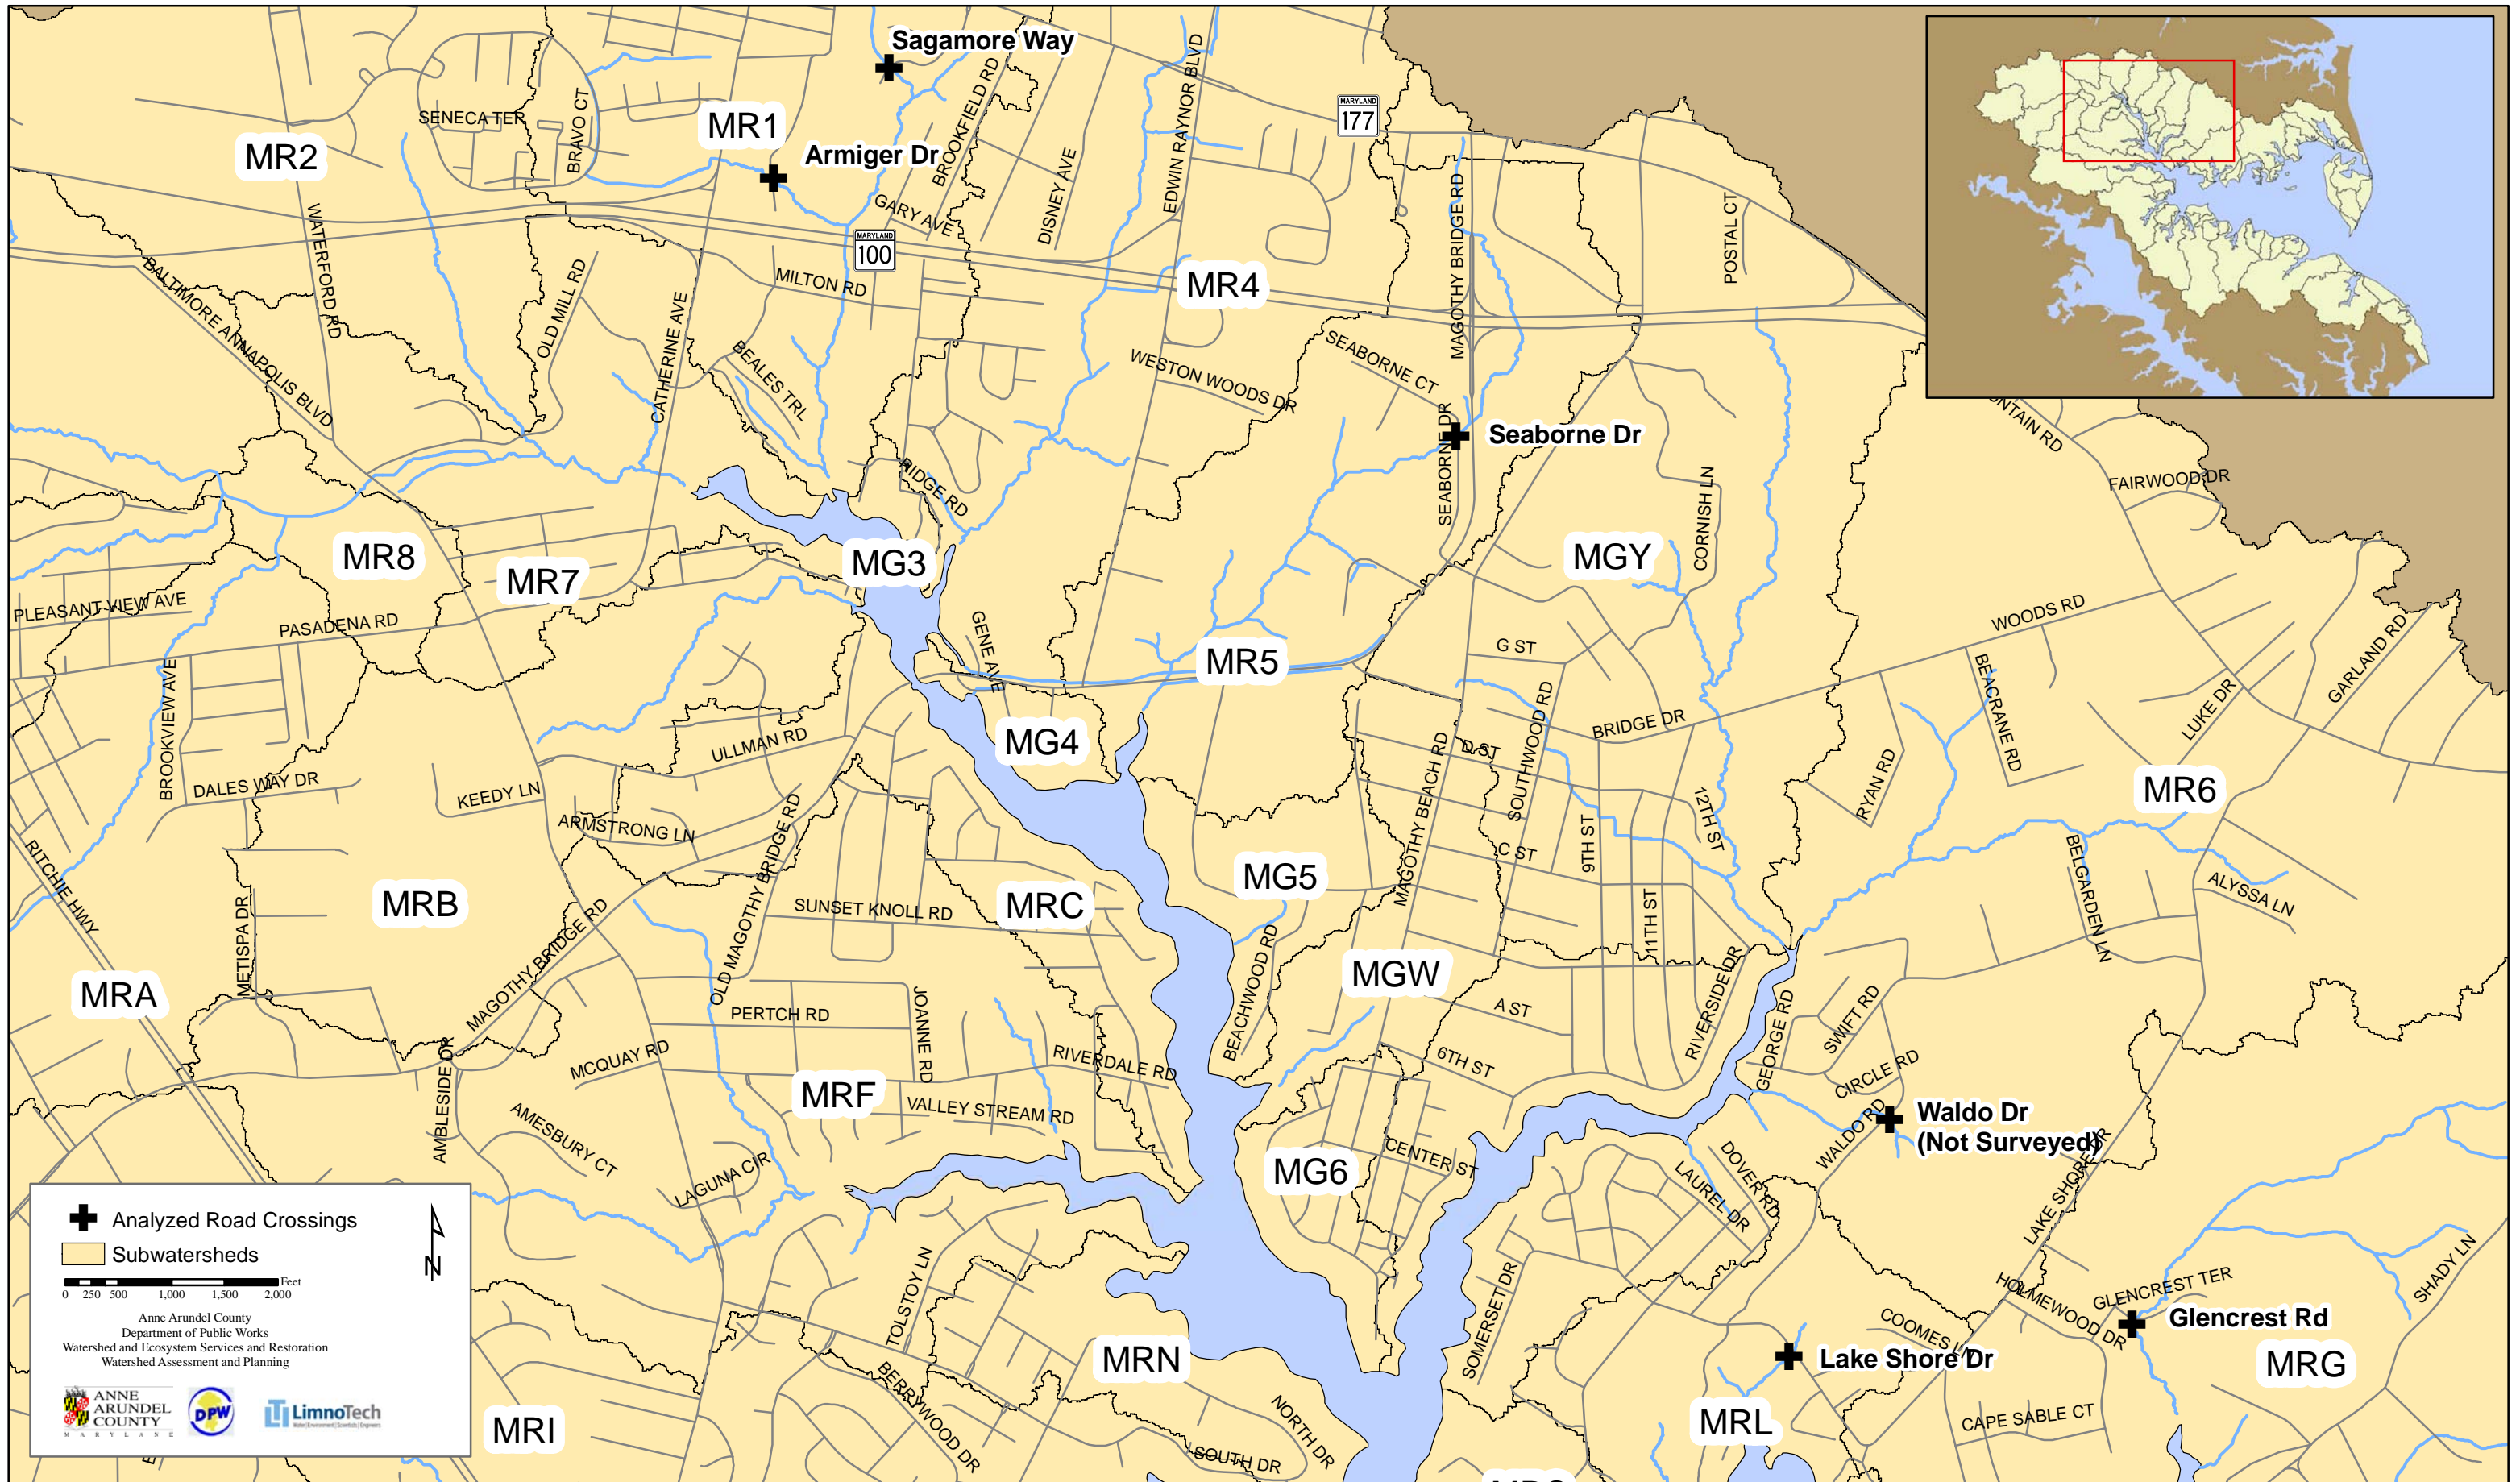 Sagamore Way
MARYLAND
177
SENECA TER
BRAVO CT
MR1
BROOKFIELD RD
EDWIN RAYNOR BLVD
MR2
Armiger Dr
DISNEY AVE
GARY AVE
MAGOTHY BRIDGE RD
POSTAL CT
WATERFORD RD
MARYLAND
100
BALTIMORE ANNAPOLIS BLVD
OLD MILL RD
MILTON RD
MR4
CATHERINE AVE
BEALES TRL
WESTON WOODS DR
SEABORNE CT
SEABORNE DR
Seaborne Dr
FAIRWOOD DR
RIDGE RD
CORNISH LN
MR8
MR7
MG3
MGY
PLEASANT VIEW AVE
PASADENA RD
GENE AVE
WOODS RD
G ST
MR5
BEACRANE RD
GARLAND RD
LUKE DR
BROOKVIEW AVE
MG4
ULLMAN RD
MAGOTHY BEACH RD
D ST
SOUTHWOOD RD
BRIDGE DR
RYAN RD
MR6
DALES WAY DR
KEEDY LN
ARMSTRONG LN
OLD MAGOTHY BRIDGE RD
9TH ST
12TH ST
C ST
BELGARDEN LN
RITCHIE HWY
MRB
SUNSET KNOLL RD
MRC
MG5
11TH ST
ALYSSA LN
METISPA DR
MAGOTHY BRIDGE RD
BEACHWOOD RD
MGW
RIVERSIDE DR
MRA
PERTCH RD
JOANNE RD
A ST
GEORGE RD
SWIFT RD
AMBLESIDE DR
MCQUAY RD
RIVERDALE RD
6TH ST
CIRCLE RD
MRF
VALLEY STREAM RD
AMESBURY CT
WALDO RD
Waldo Dr
(Not Surveyed)
LAGUNA CIR
MG6
CENTER ST
LAUREL DR
DOVER RD
LAKE SHORE DR
TOLSTOY LN
SOMERSET DR
HOLMEWOOD DR
GLENCREST TER
SHADY LN
Glencrest Rd
COOMES LN
Lake Shore Dr
MRN
MRG
BERRYWOOD DR
MRI
NORTH DR
SOUTH DR
MRL
CAPE SABLE CT
Analyzed Road Crossings
Subwatersheds
N
Feet
0 250 500 1,000 1,500 2,000
Anne Arundel County
Department of Public Works
Watershed and Ecosystem Services and Restoration
Watershed Assessment and Planning
ANNE
ARUNDEL
COUNTY
MARYLAND
DPW
LimnoTech
Water | Environment | Scientists | Engineers